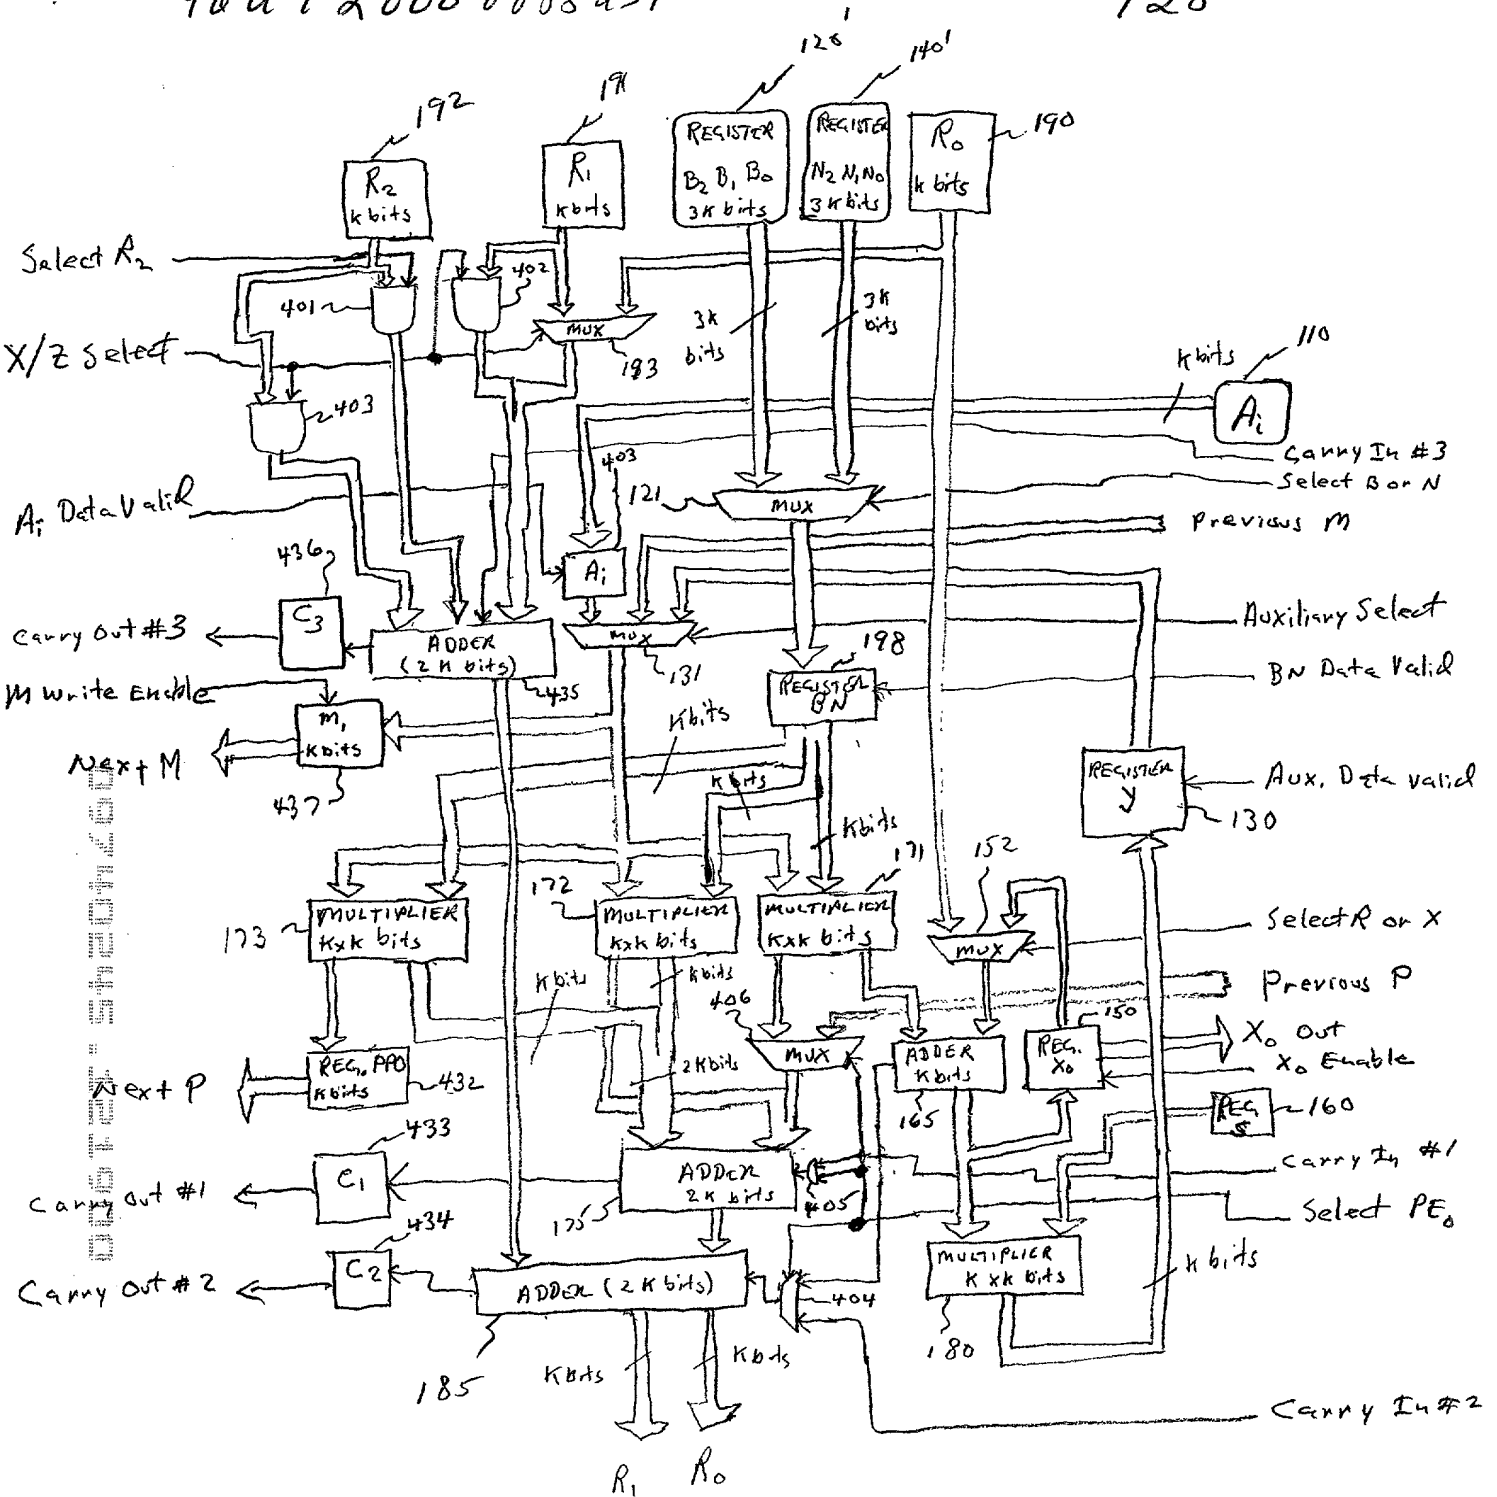 192
191
120'
140'
190
R2
k bits
R1
k bits
REGISTER
B2 B1 B0
3K bits
REGISTER
N2 N1 N0
3K bits
R0
k bits
Select R2
401
402
MUX
193
3K
bits
3K
bits
X/Z Select
403
K bits
110
Ai
Carry In #3
Select B or N
Previous M
Ai Data Valid
403
121
MUX
Ai
436
C3
Carry Out #3
ADDER
(2 K bits)
435
MUX
131
198
REGISTER
BN
Auxiliary Select
BN Data Valid
M Write Enable
M,
k bits
437
Next M
K bits
k bits
K bits
REGISTER
Y
130
Aux. Data valid
173
MULTIPLIER
KxK bits
172
MULTIPLIER
KxK bits
171
MULTIPLIER
KxK bits
152
MUX
Select R or X
K bits
K bits
406
Previous P
150
X0 Out
X0 Enable
REG. PPO
K bits
432
Next P
2K bits
MUX
ADDER
K bits
165
REG.
X0
REG
S
160
433
C1
Carry Out #1
ADDER
2K bits
175
405
Carry In #1
Select PE0
434
C2
Carry Out #2
ADDER (2 K bits)
185
404
MULTIPLIER
K xK bits
180
K bits
K bits
K bits
Carry In #2
R1
R0
09740245 . 121900